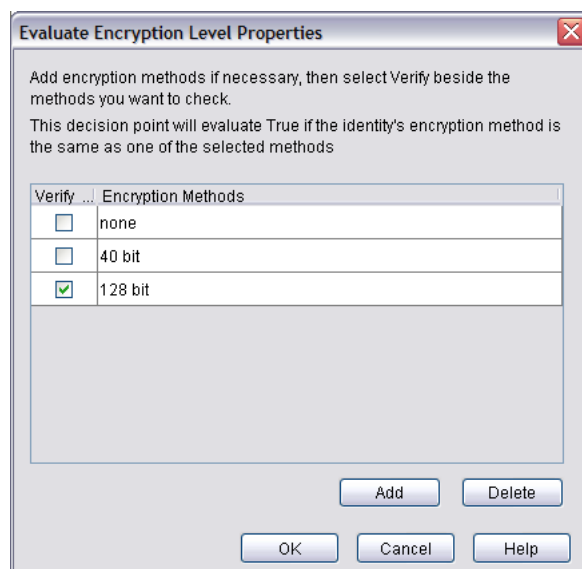 Evaluate Encryption Level Properties
Add encryption methods if necessary, then select Verify beside the
methods you want to check.
This decision point will evaluate True if the identity's encryption method is
the same as one of the selected methods
Verify ... Encryption Methods
none
40 bit
128 bit
Add Delete
OK Cancel Help